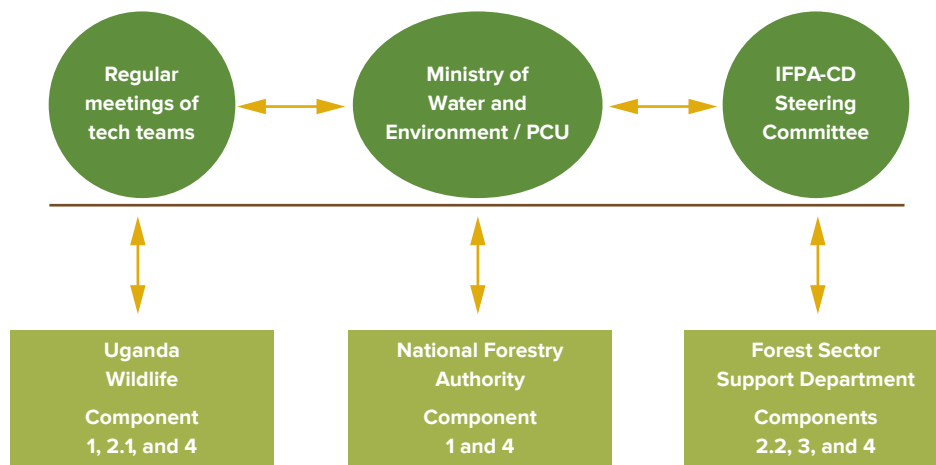 Regular
meetings of
tech teams
Ministry of
Water and
Environment / PCU
IFPA-CD
Steering
Committee
Uganda
Wildlife
Component
1, 2.1, and 4
National Forestry
Authority
Component
1 and 4
Forest Sector
Support Department
Components
2.2, 3, and 4